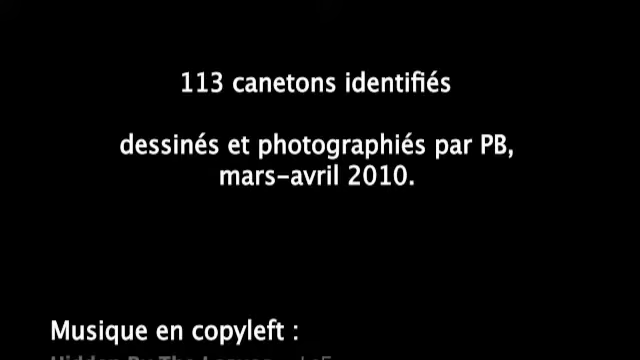 113 canetons identifiés
dessinés et photographiés par PB,
mars-avril 2010.
Musique en copyleft :